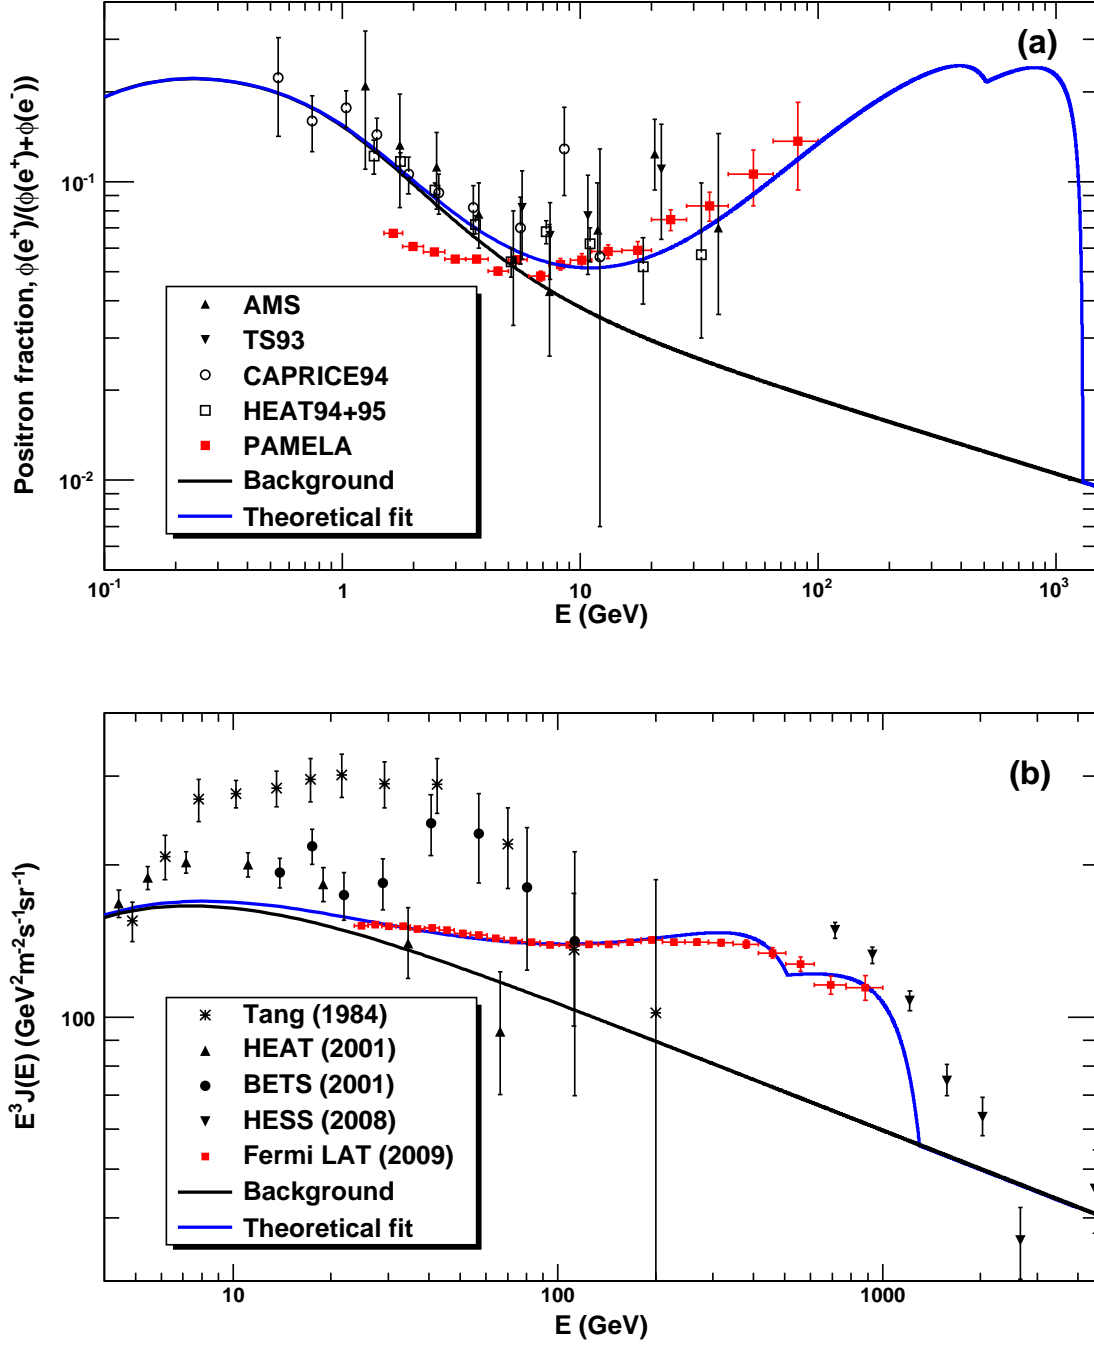 (a)
Positron fraction, ϕ(e⁺)/(ϕ(e⁺)+ϕ(e⁻))
10⁻¹
10⁻²
AMS
TS93
CAPRICE94
HEAT94+95
PAMELA
Background
Theoretical fit
10⁻¹ 1 10 10² 10³
E (GeV)
(b)
E³J(E) (GeV²m⁻²s⁻¹sr⁻¹)
100
Tang (1984)
HEAT (2001)
BETS (2001)
HESS (2008)
Fermi LAT (2009)
Background
Theoretical fit
10 100 1000
E (GeV)